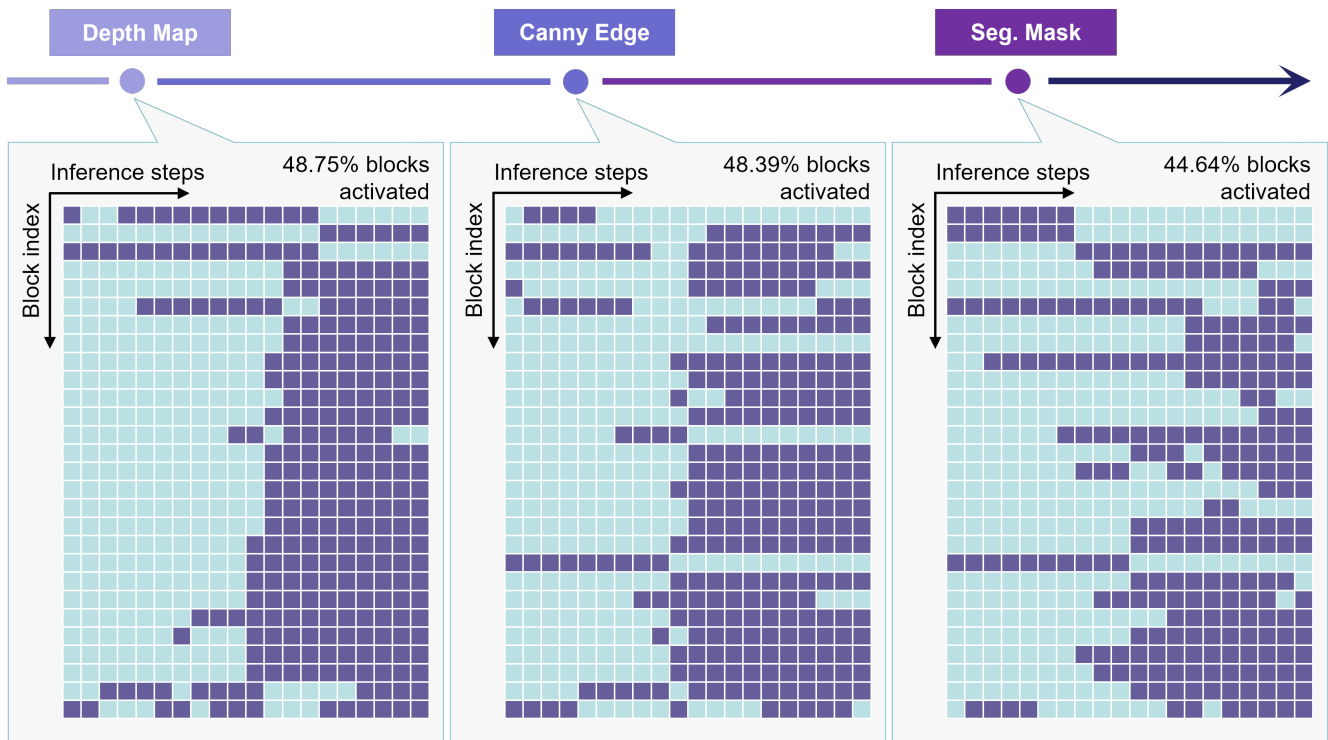 Depth Map
Canny Edge
Seg. Mask
Inference steps
48.75% blocks
activated
Block index
Inference steps
48.39% blocks
activated
Block index
Inference steps
44.64% blocks
activated
Block index